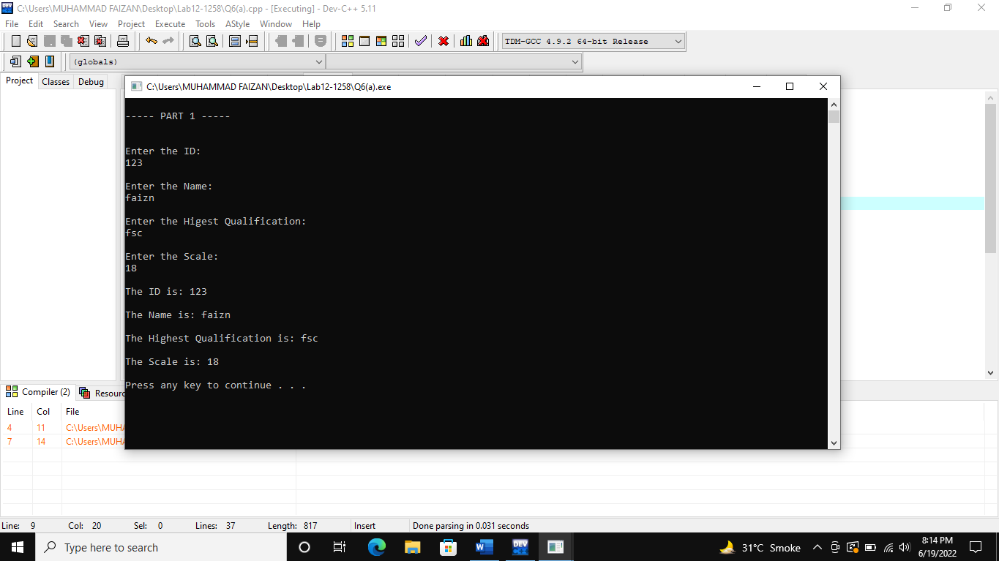 C:\Users\MUHAMMAD FAIZAN\Desktop\Lab12-1258\Q6(a).cpp - [Executing] - Dev-C++ 5.11
File Edit Search View Project Execute Tools AStyle Window Help
TDM-GCC 4.9.2 64-bit Release
(globals)
Project Classes Debug
C:\Users\MUHAMMAD FAIZAN\Desktop\Lab12-1258\Q6(a).exe
----- PART 1 -----
Enter the ID:
123
Enter the Name:
faizn
Enter the Higest Qualification:
fsc
Enter the Scale:
18
The ID is: 123
The Name is: faizn
The Highest Qualification is: fsc
The Scale is: 18
Press any key to continue . . .
Compiler (2) Resourc
Line Col File
4 11 C:\Users\MUHA
7 14 C:\Users\MUHA
Line: 9 Col: 20 Sel: 0 Lines: 37 Length: 817 Insert Done parsing in 0.031 seconds
Type here to search
DEV
31°C Smoke
8:14 PM
6/19/2022